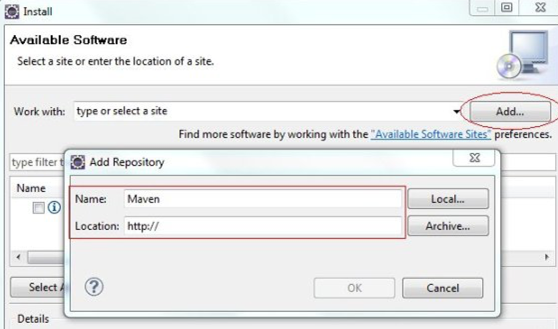 Install
Available Software
Select a site or enter the location of a site.
Work with: type or select a site Add...
Find more software by working with the "Available Software Sites" preferences.
type filter
Add Repository
Name
Name: Maven Local...
Location: http:// Archive...
OK Cancel
Select
Details